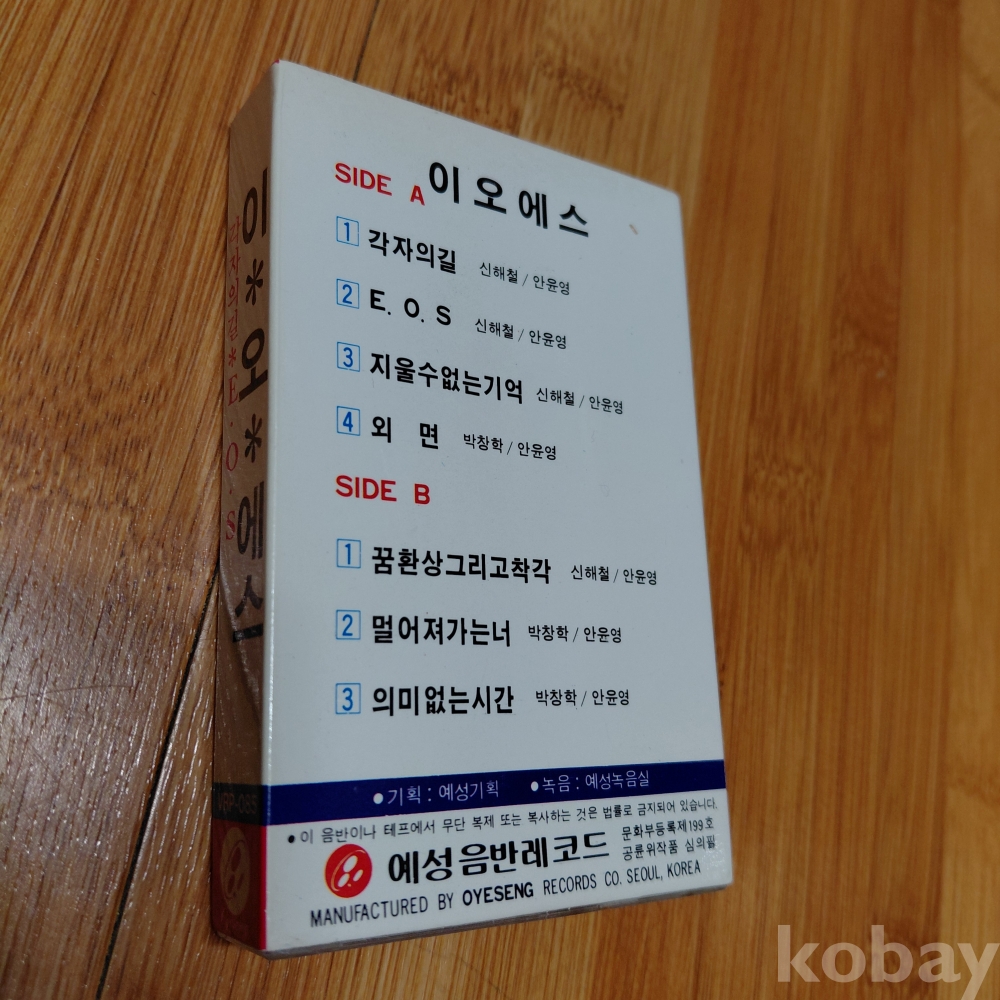 이*오*에스
각자의길*E.O.S
이오에스
SIDE A
1 각자의길 신해철/안윤영
2 E. O. S 신해철/안윤영
3 지울수없는기억 신해철/안윤영
4 외 면 박창학/안윤영
SIDE B
1 꿈환상그리고착각 신해철/안윤영
2 멀어져가는너 박창학/안윤영
3 의미없는시간 박창학/안윤영
●기획 : 예성기획 ●녹음 : 예성녹음실
●이 음반이나 테프에서 무단 복제 또는 복사하는 것은 법률로 금지되어 있습니다.
예성음반레코드
문화부등록제199호
공륜위작품 심의필
MANUFACTURED BY OYESENG RECORDS CO. SEOUL, KOREA
kobay